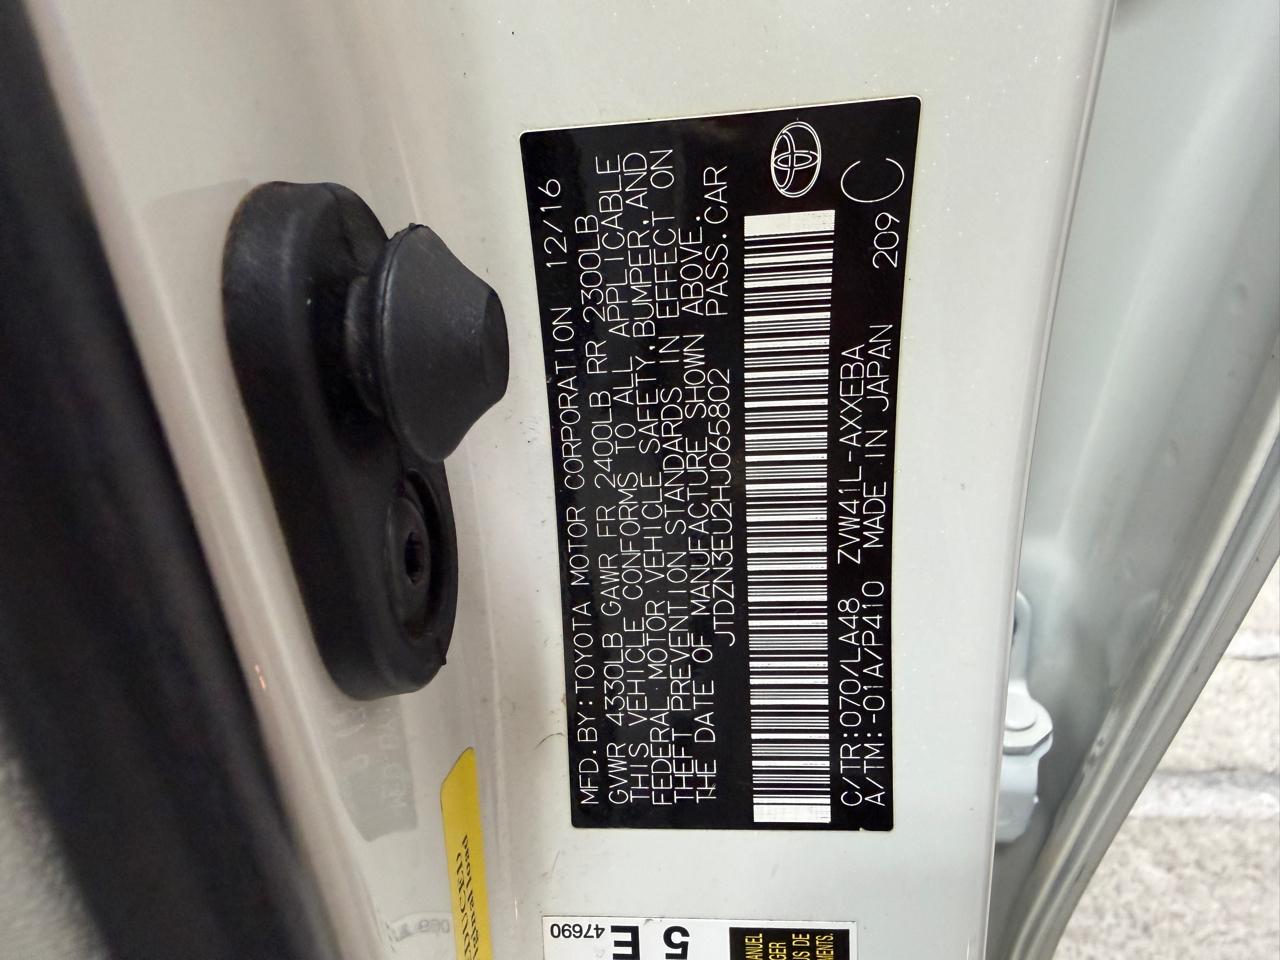 MFD.BY:TOYOTA MOTOR CORPORATION 12/16
GVWR 4330LB GAWR FR 2400LB RR 2300LB
THIS VEHICLE CONFORMS TO ALL APPLICABLE
FEDERAL MOTOR VEHICLE SAFETY, BUMPER,AND
THEFT PREVENTION STANDARDS IN EFFECT ON
THE DATE OF MANUFACTURE SHOWN ABOVE.
JTDZN3EU2HJ065802 PASS.CAR
C/TR:070/LA48 ZVW41L-AXXEBA C
A/TM:-01A/P410 MADE IN JAPAN 209
47690
5
E